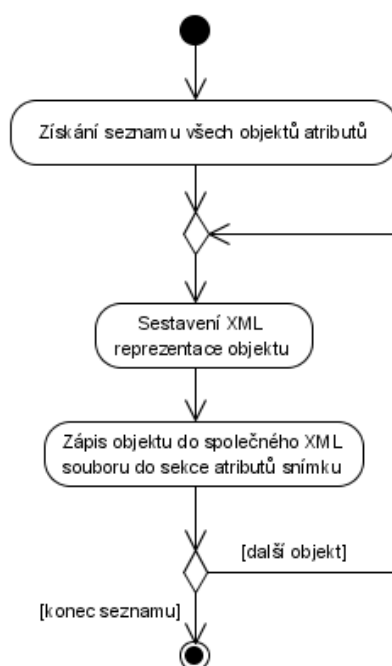 Získání seznamu všech objektů atributů
Sestavení XML
reprezentace objektu
Zápis objektu do společného XML
souboru do sekce atributů snímku
[další objekt]
[konec seznamu]